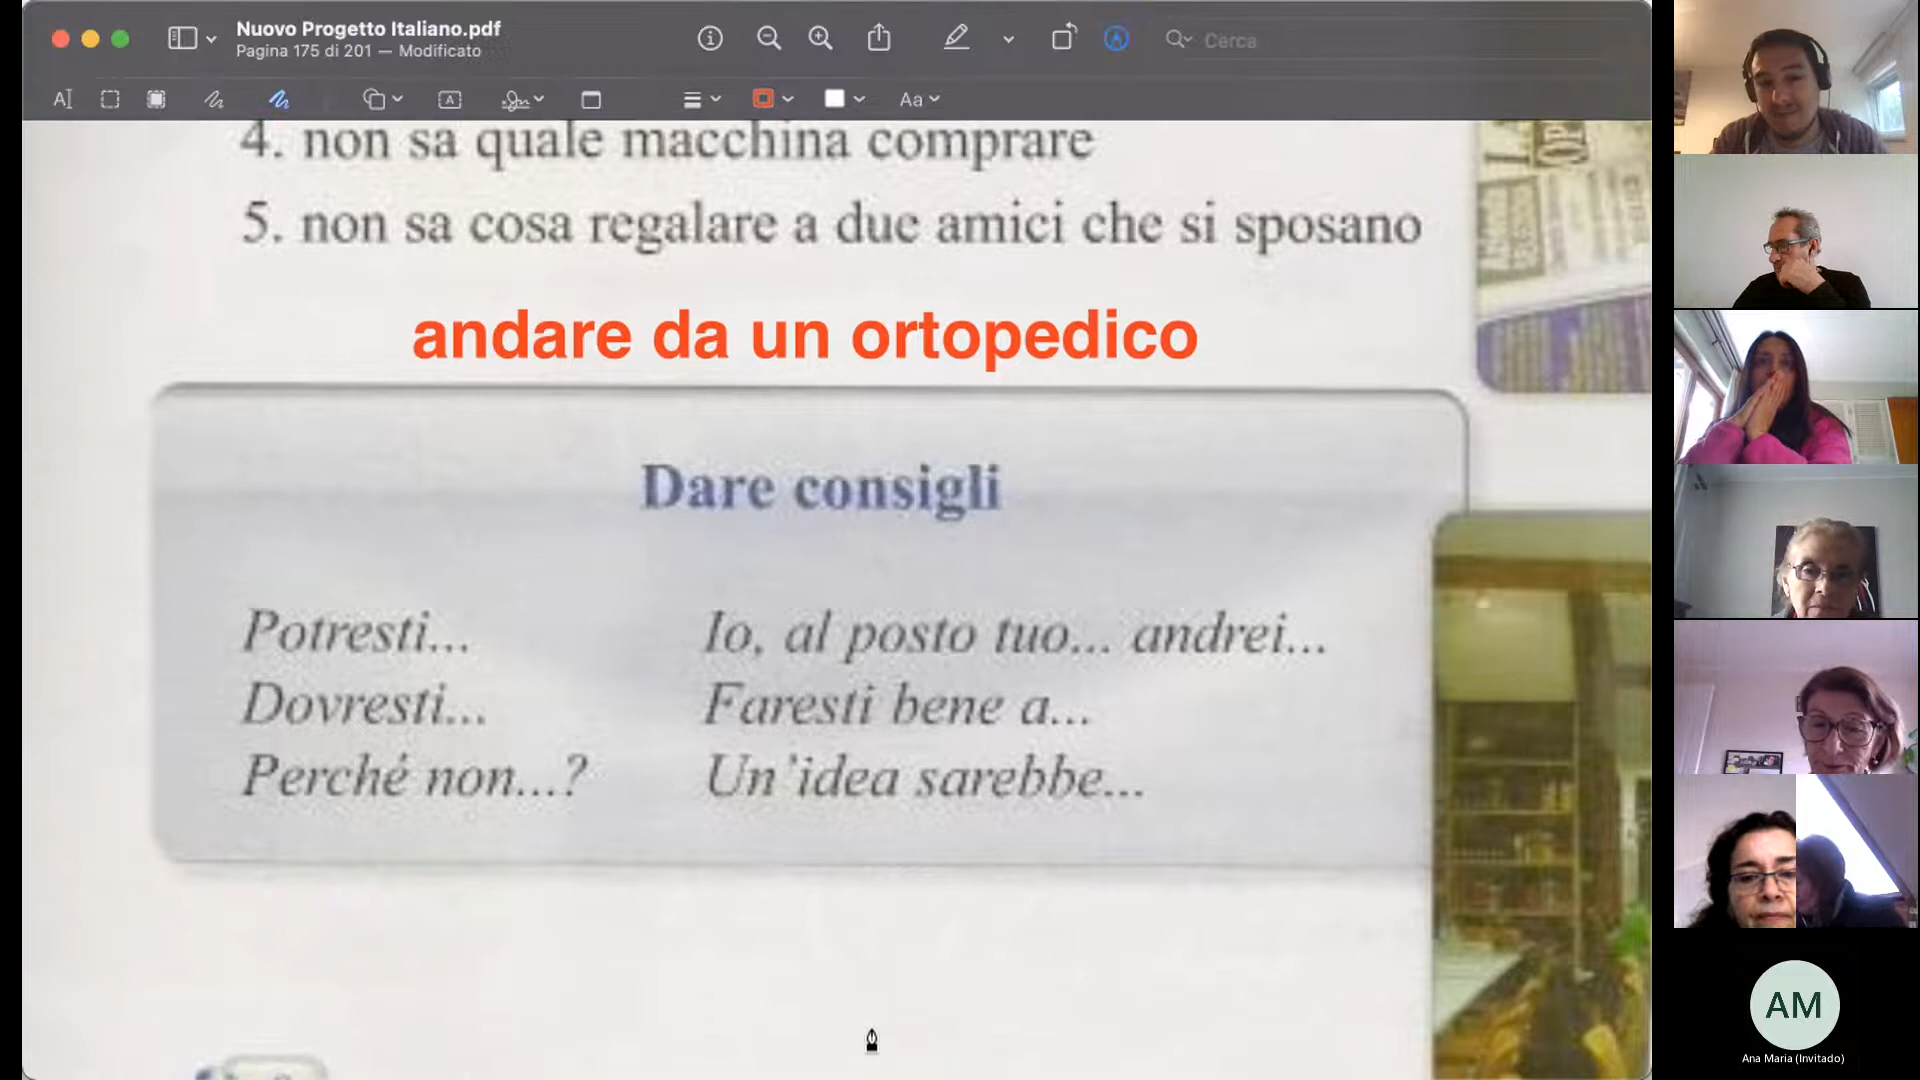 Nuovo Progetto Italiano.pdf
Pagina 175 di 201 — Modificato
Cerca
Aa
4. non sa quale macchina comprare
5. non sa cosa regalare a due amici che si sposano
andare da un ortopedico
Dare consigli
Potresti...
Io, al posto tuo... andrei...
Dovresti...
Faresti bene a...
Perché non...?
Un'idea sarebbe...
AM
Ana Maria (Invitado)